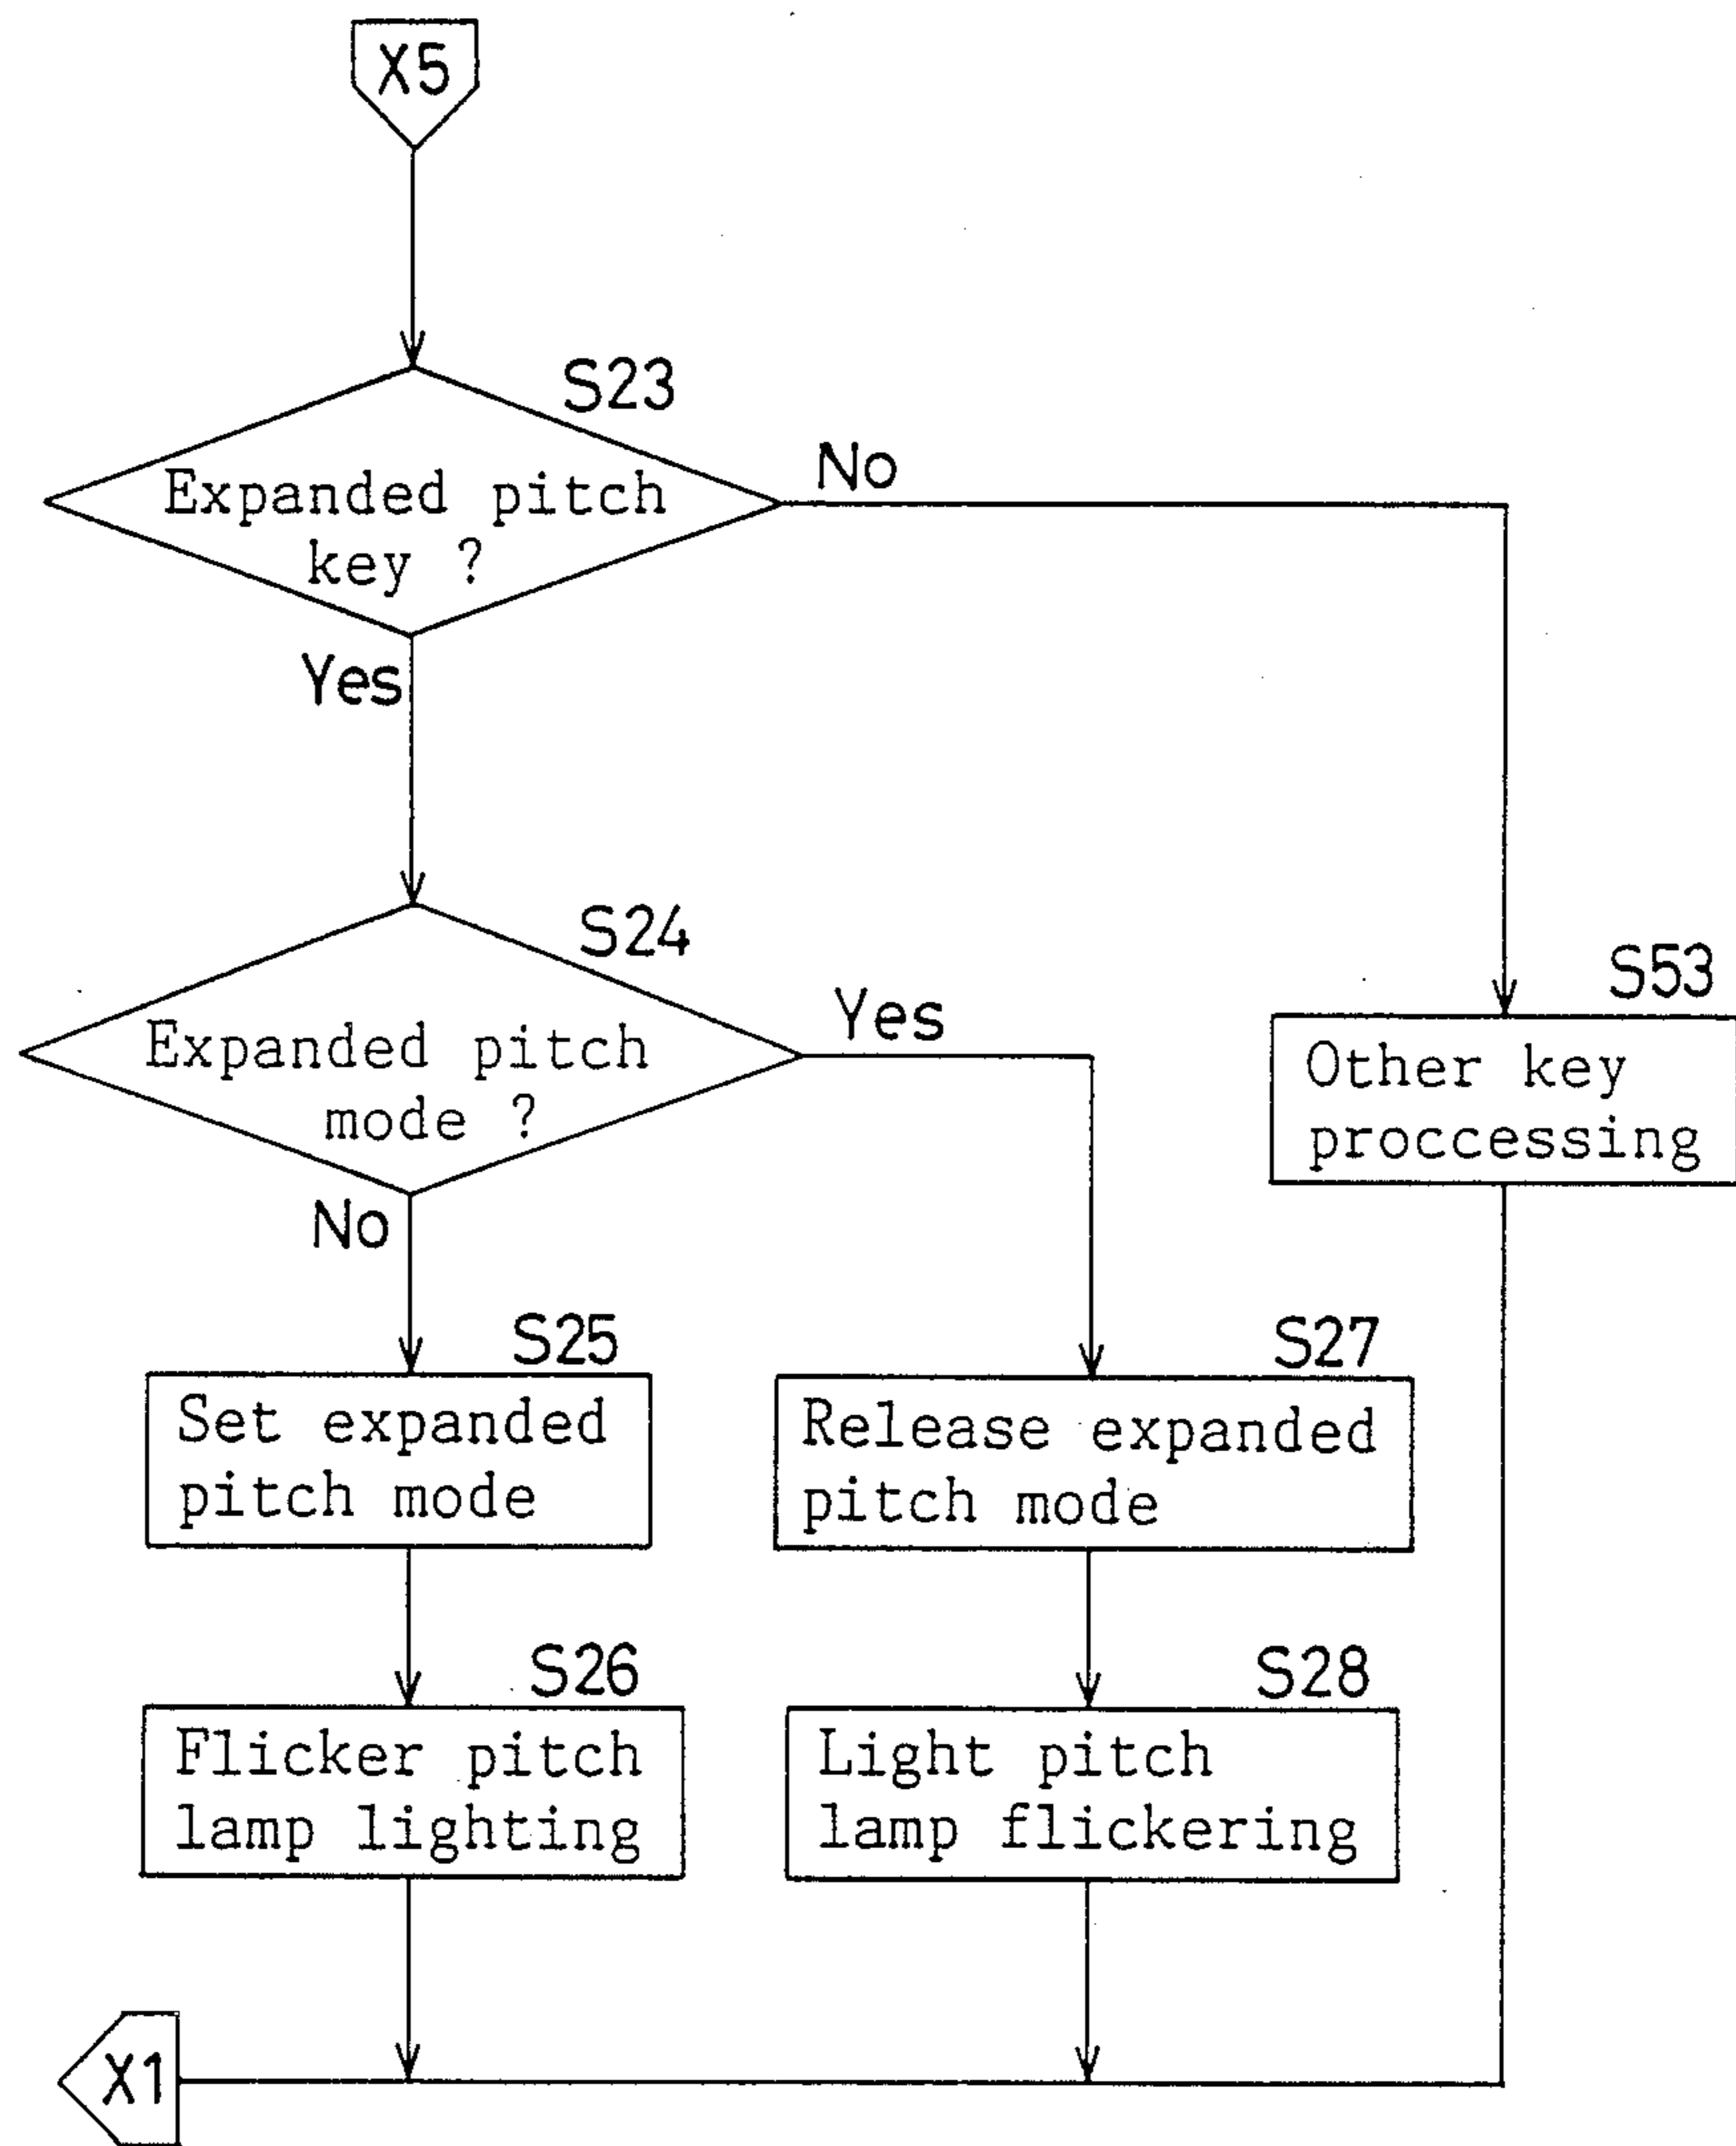 X5
S23
No
Expanded pitch
key ?
Yes
S24
Yes
Expanded pitch
mode ?
No
S53
Other key
proccessing
S25
Set expanded
pitch mode
S27
Release expanded
pitch mode
S26
Flicker pitch
lamp lighting
S28
Light pitch
lamp flickering
X1